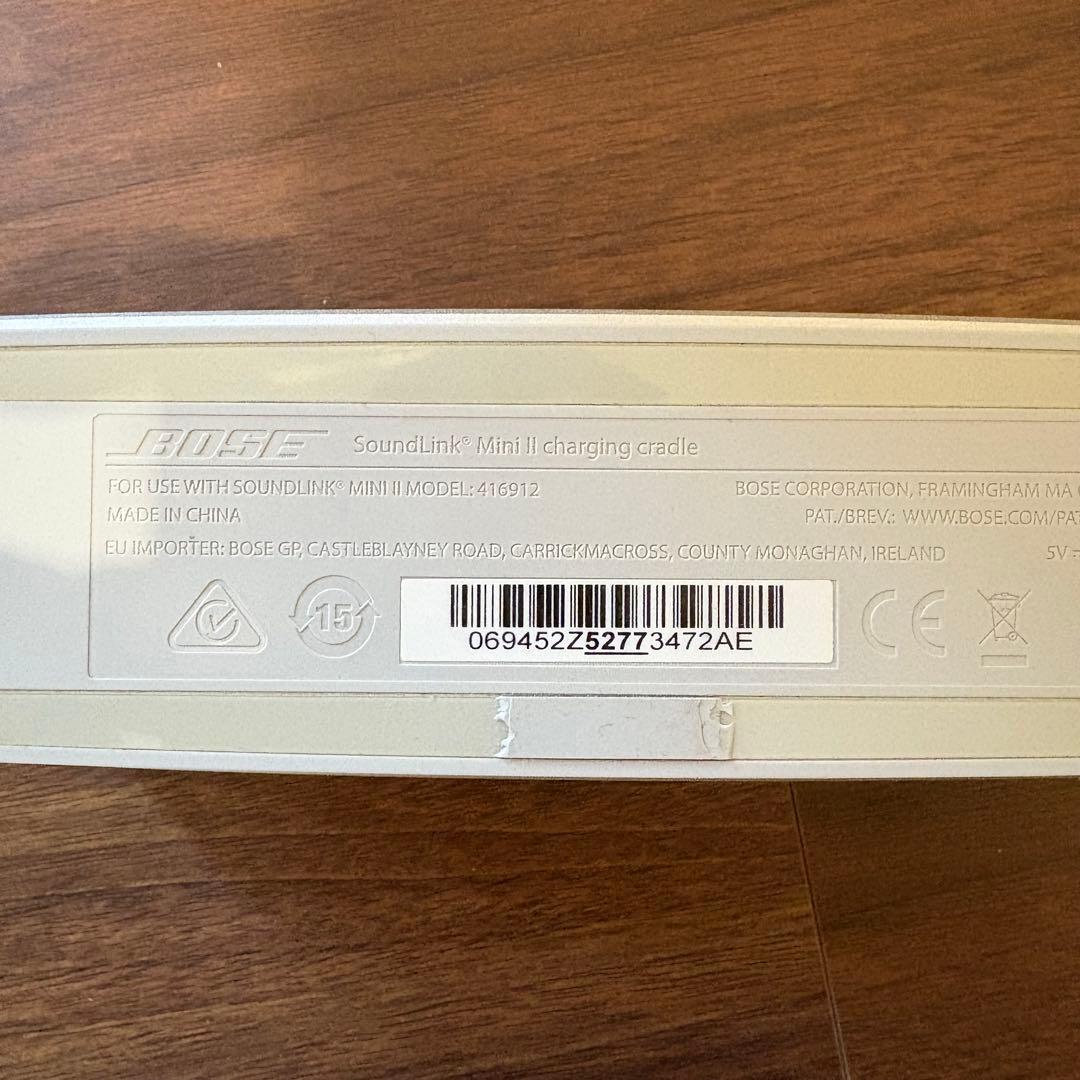 BOSE SoundLink® Mini II charging cradle
FOR USE WITH SOUNDLINK® MINI II MODEL: 416912
BOSE CORPORATION, FRAMINGHAM MA
MADE IN CHINA
PAT./BREV.: WWW.BOSE.COM/PAT
EU IMPORTER: BOSE GP, CASTLEBLAYNEY ROAD, CARRICKMACROSS, COUNTY MONAGHAN, IRELAND
5V
15
069452Z52773472AE
CE